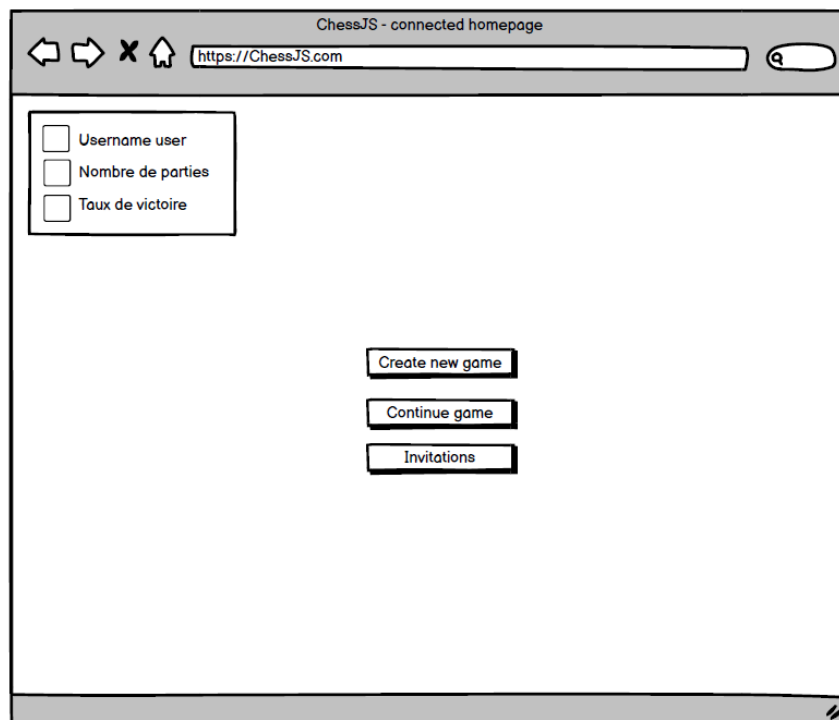 ChessJS - connected homepage
https://ChessJS.com
Username user
Nombre de parties
Taux de victoire
Create new game
Continue game
Invitations